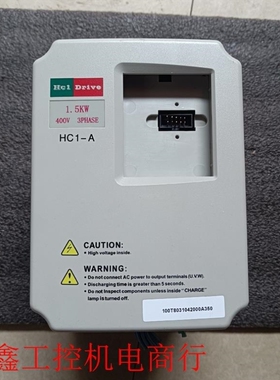 Hc1 Drive
1.5KW
400V 3PHASE
HC1-A
CAUTION:
High voltage inside.
WARNING:
Do not connect AC power to output terminals (U.V.W).
Discharging time is greater than 5 seconds.
Do not inspect components unless inside "CHARGE"
lamp is turned off.
100TB031042000A380
鑫工控机电商行